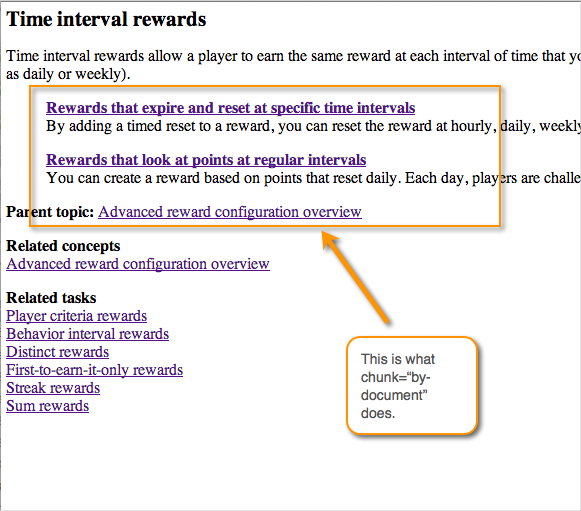 Time interval rewards
Time interval rewards allow a player to earn the same reward at each interval of time that
as daily or weekly).
Rewards that expire and reset at specific time intervals
By adding a timed reset to a reward, you can reset the reward at hourly, daily, weekly
Rewards that look at points at regular intervals
You can create a reward based on points that reset daily. Each day, players are
Parent topic: Advanced reward configuration overview
Related concepts
Advanced reward configuration overview
Related tasks
Player criteria rewards
Behavior interval rewards
Distinct rewards
First-to-earn-it-only rewards
Streak rewards
Sum rewards
This is what
chunk=“by-
document”
does.